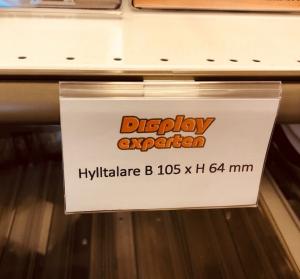 Display
experten
Hylltalare B 105 x H 64 mm